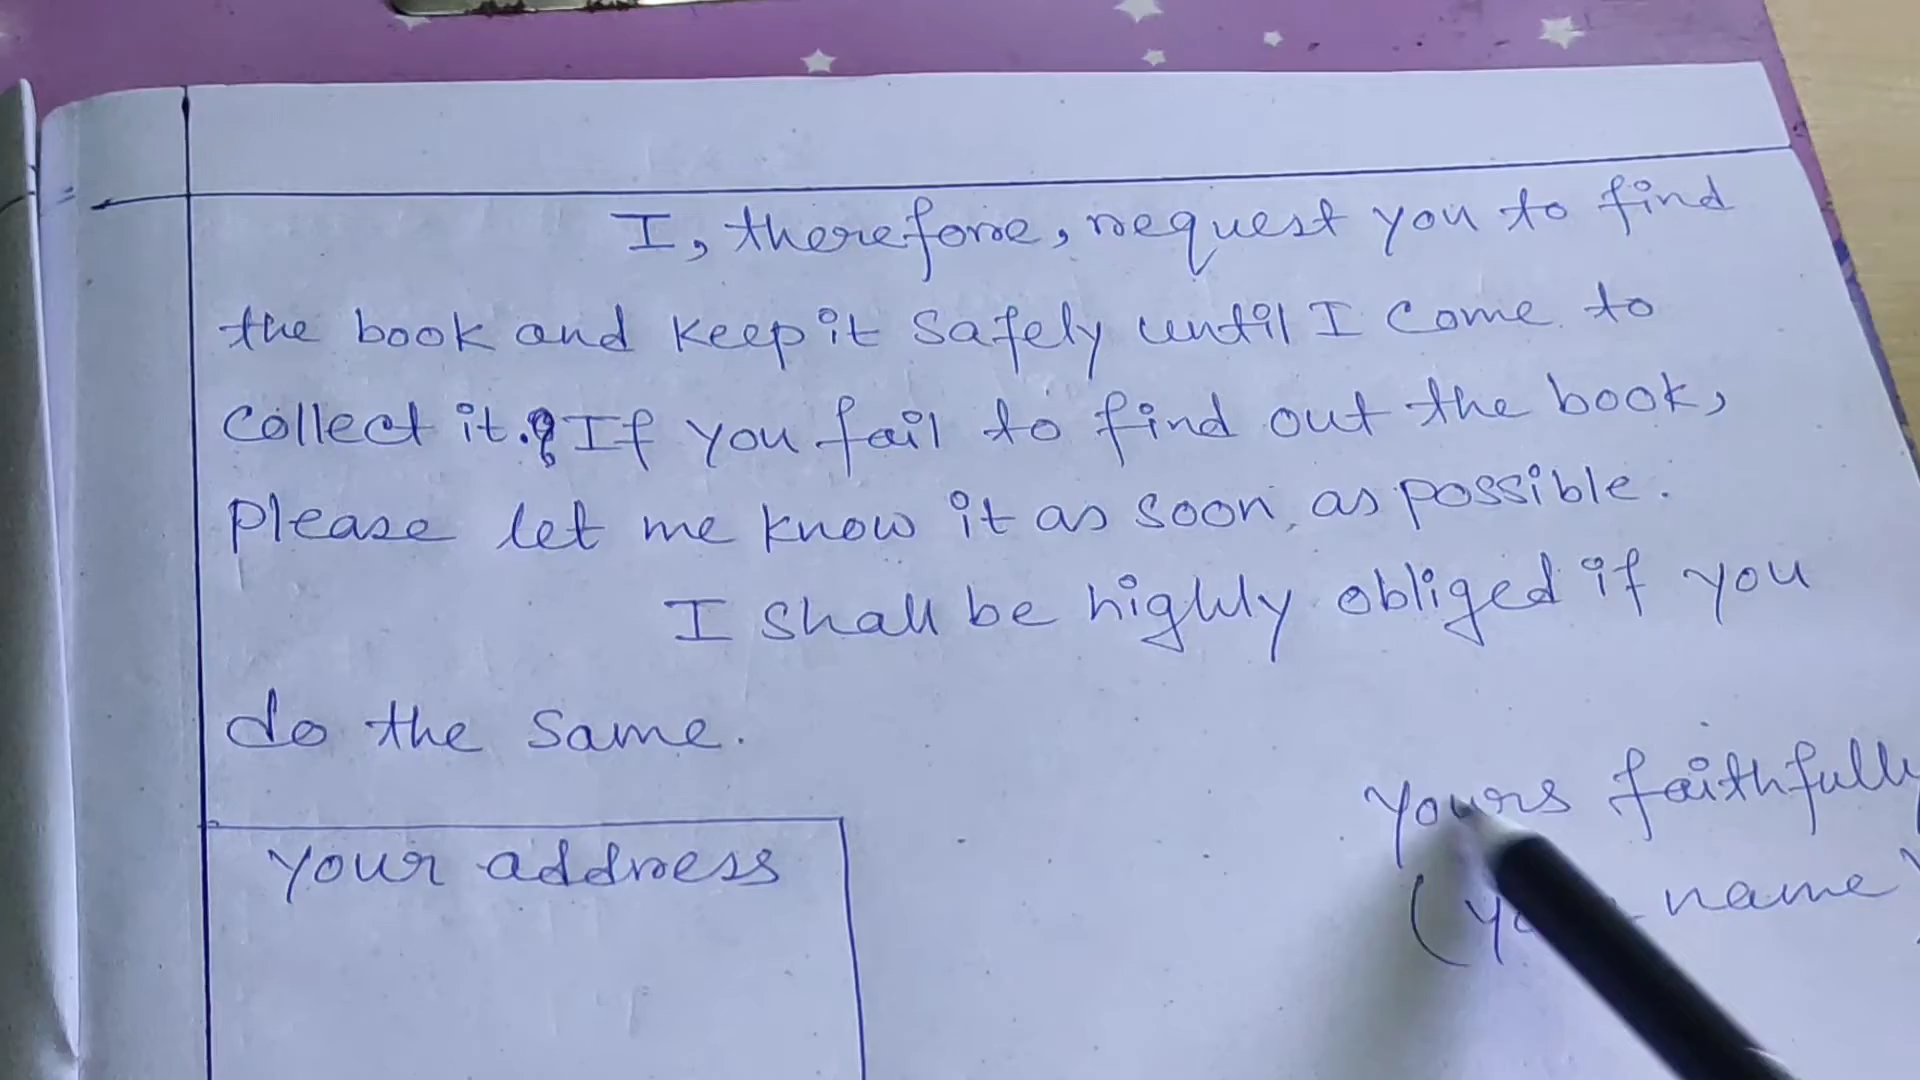 I, therefore, request you to find
the book and keep it safely until I come to
collect it. If you fail to find out the book,
please let me know it as soon as possible.
I shall be highly obliged if you
do the same.
Yours faithfully
(your name)
Your address